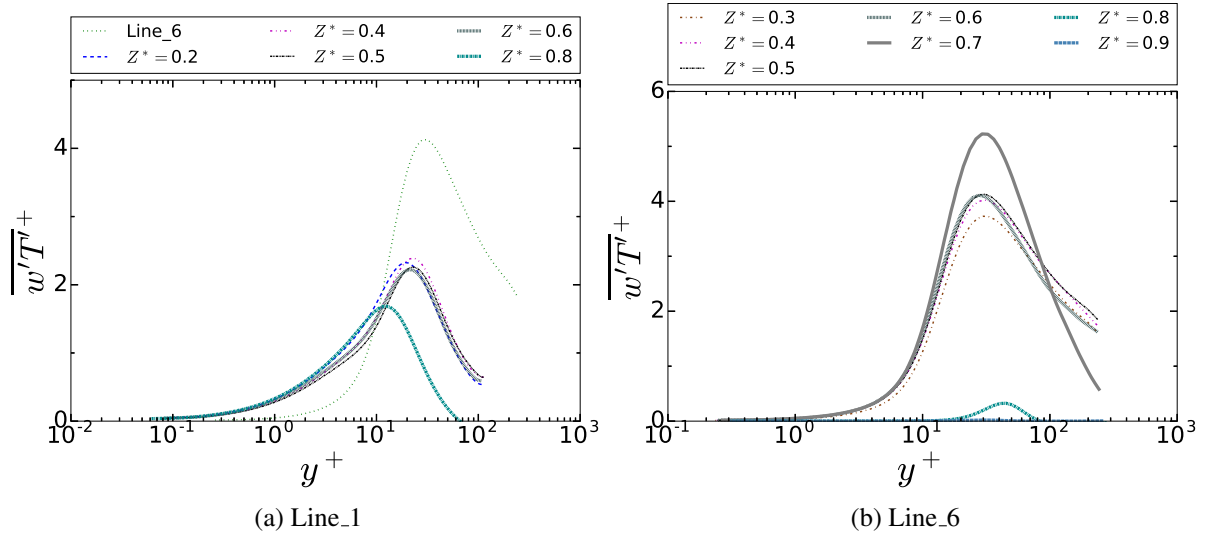 Line_6
Z* = 0.2
Z* = 0.4
Z* = 0.5
Z* = 0.6
Z* = 0.8
4
2
0
10⁻² 10⁻¹ 10⁰ 10¹ 10² 10³
w′T′⁺
y⁺
(a) Line_1
Z* = 0.3
Z* = 0.4
Z* = 0.5
Z* = 0.6
Z* = 0.7
Z* = 0.8
Z* = 0.9
6
4
2
0
10⁻¹ 10⁰ 10¹ 10² 10³
w′T′⁺
y⁺
(b) Line_6